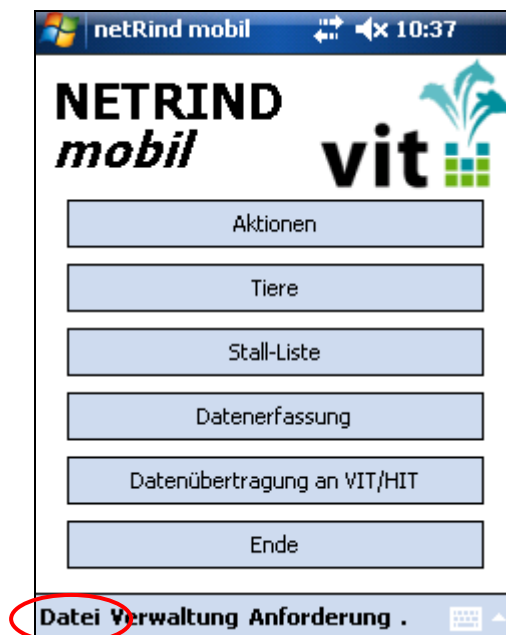 netRind mobil 10:37
NETRIND
mobil
vit
Aktionen
Tiere
Stall-Liste
Datenerfassung
Datenübertragung an VIT/HIT
Ende
Datei Verwaltung Anforderung .